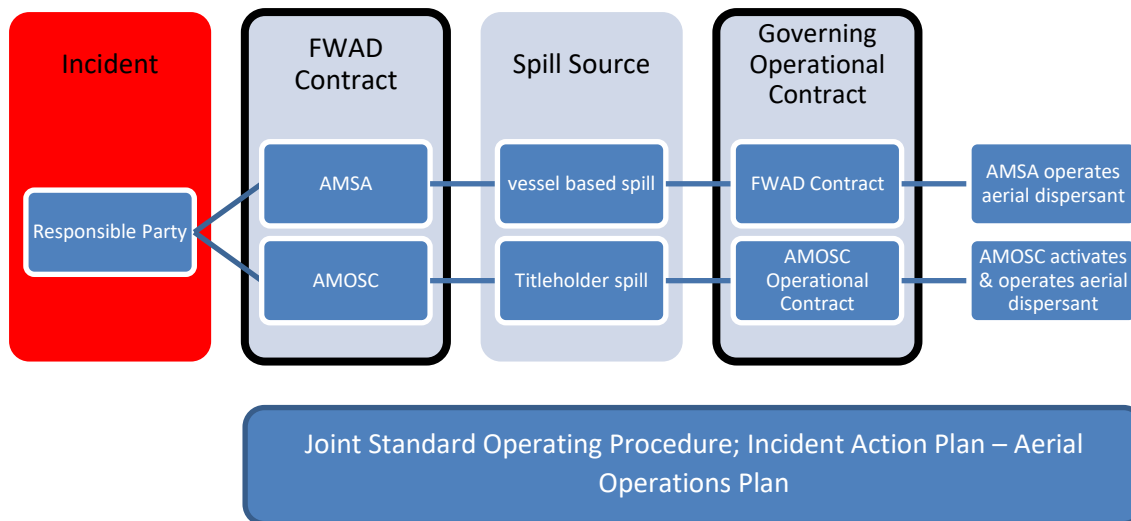 Incident
FWAD
Contract
Spill Source
Governing
Operational
Contract
Responsible Party
AMSA
vessel based spill
FWAD Contract
AMSA operates
aerial dispersant
AMOSC
Titleholder spill
AMOSC
Operational
Contract
AMOSC activates
& operates aerial
dispersant
Joint Standard Operating Procedure; Incident Action Plan – Aerial
Operations Plan